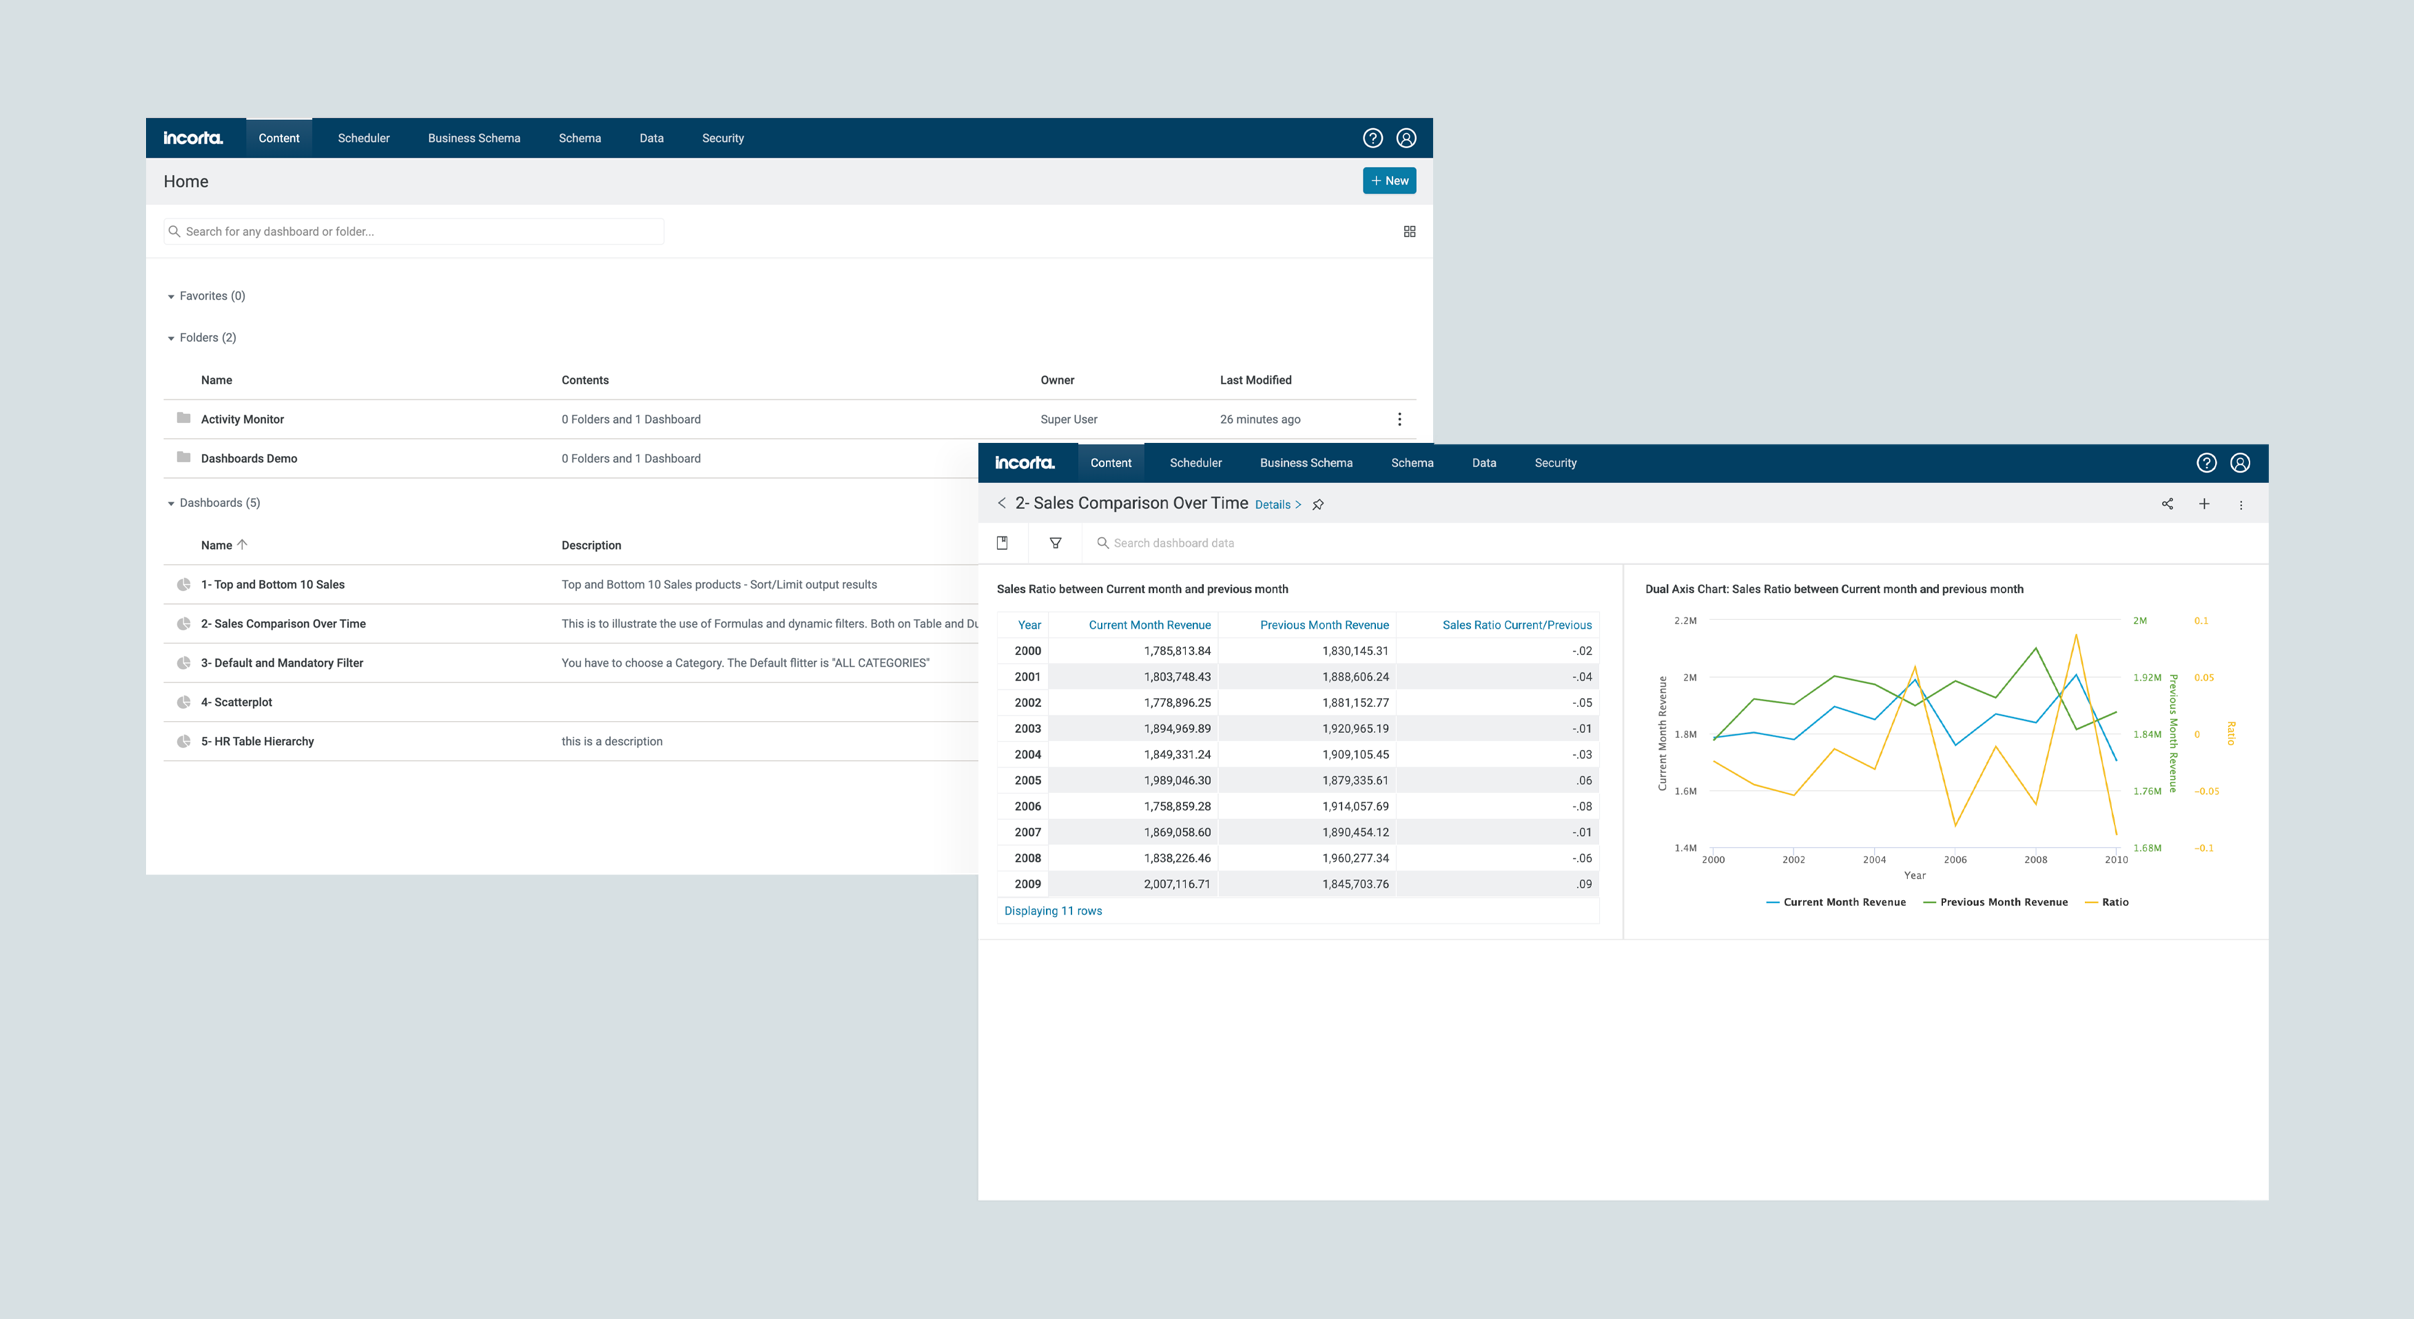 incorta. Content Scheduler Business Schema Schema Data Security ?
Home + New
Search for any dashboard or folder...
Favorites (0)
Folders (2)
Name Contents Owner Last Modified
Activity Monitor 0 Folders and 1 Dashboard Super User 26 minutes ago
Dashboards Demo 0 Folders and 1 Dashboard
Dashboards (5)
Name Description
1- Top and Bottom 10 Sales Top and Bottom 10 Sales products - Sort/Limit output results
2- Sales Comparison Over Time This is to illustrate the use of Formulas and dynamic filters. Both on Table and Du
3- Default and Mandatory Filter You have to choose a Category. The Default flitter is "ALL CATEGORIES"
4- Scatterplot
5- HR Table Hierarchy this is a description
incorta. Content Scheduler Business Schema Schema Data Security ?
< 2- Sales Comparison Over Time Details >
Search dashboard data
Sales Ratio between Current month and previous month
Year Current Month Revenue Previous Month Revenue Sales Ratio Current/Previous
2000 1,785,813.84 1,830,145.31 -.02
2001 1,803,748.43 1,888,606.24 -.04
2002 1,778,896.25 1,881,152.77 -.05
2003 1,894,969.89 1,920,965.19 -.01
2004 1,849,331.24 1,909,105.45 -.03
2005 1,989,046.30 1,879,335.61 .06
2006 1,758,859.28 1,914,057.69 -.08
2007 1,869,058.60 1,890,454.12 -.01
2008 1,838,226.46 1,960,277.34 -.06
2009 2,007,116.71 1,845,703.76 .09
Displaying 11 rows
Dual Axis Chart: Sales Ratio between Current month and previous month
2.2M 2M 0.1
2M 1.92M 0.05
1.8M 1.84M 0
1.6M 1.76M -0.05
1.4M 1.68M -0.1
Current Month Revenue
Previous Month Revenue
Ratio
2000 2002 2004 2006 2008 2010
Year
Current Month Revenue Previous Month Revenue Ratio